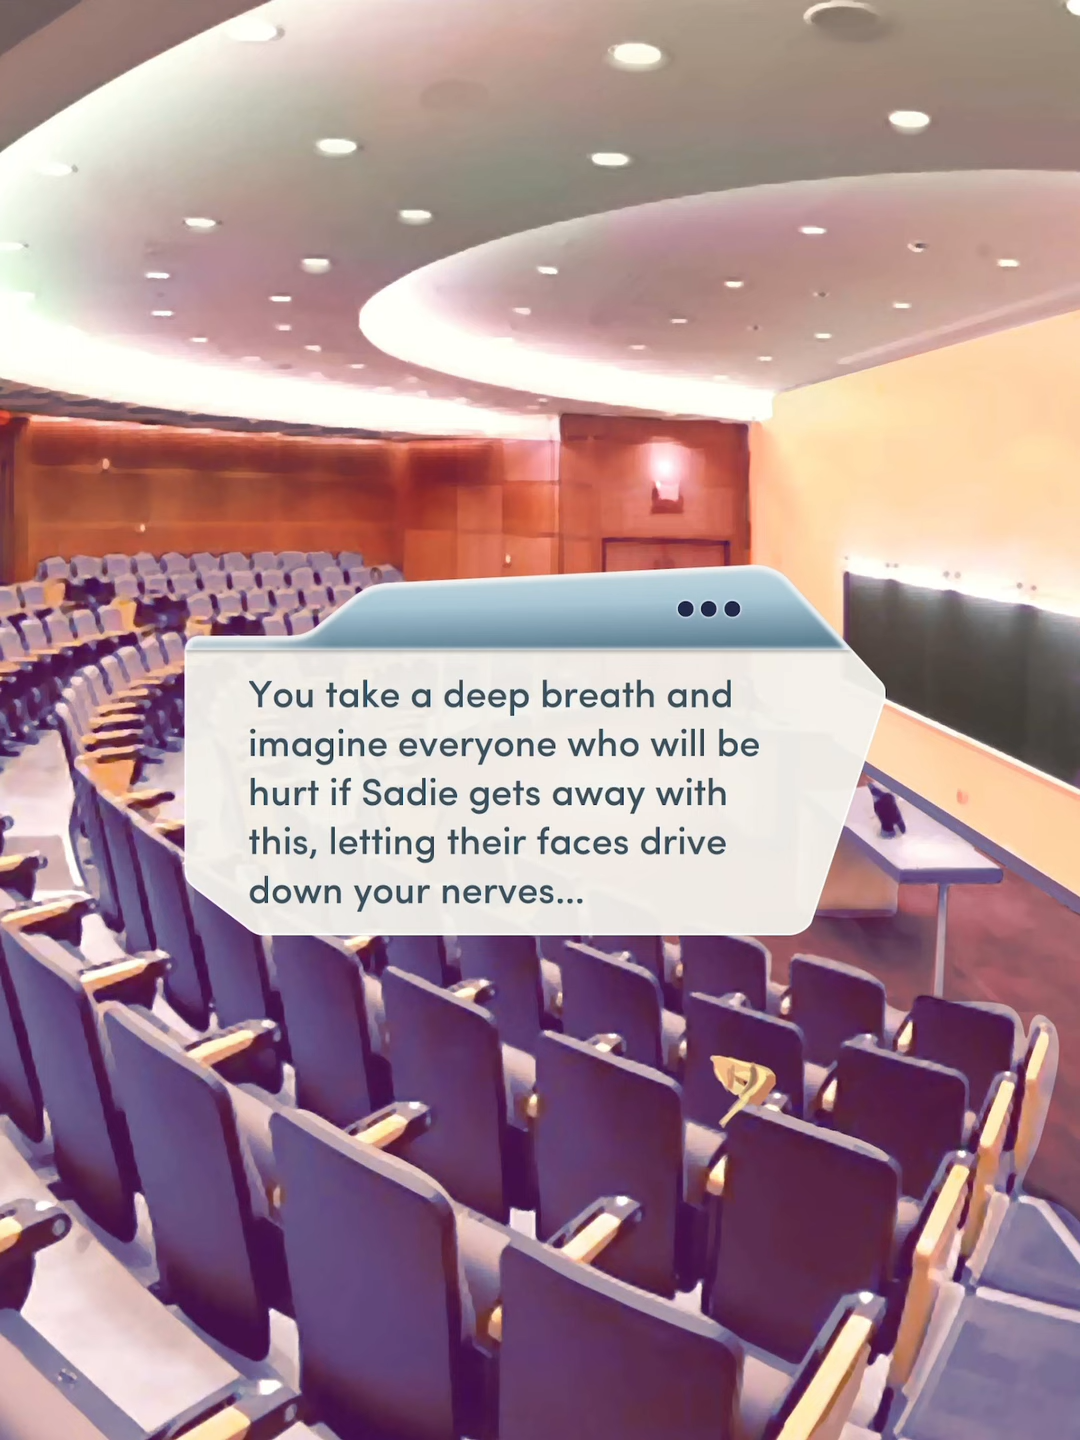 You take a deep breath and
imagine everyone who will be
hurt if Sadie gets away with
this, letting their faces drive
down your nerves...